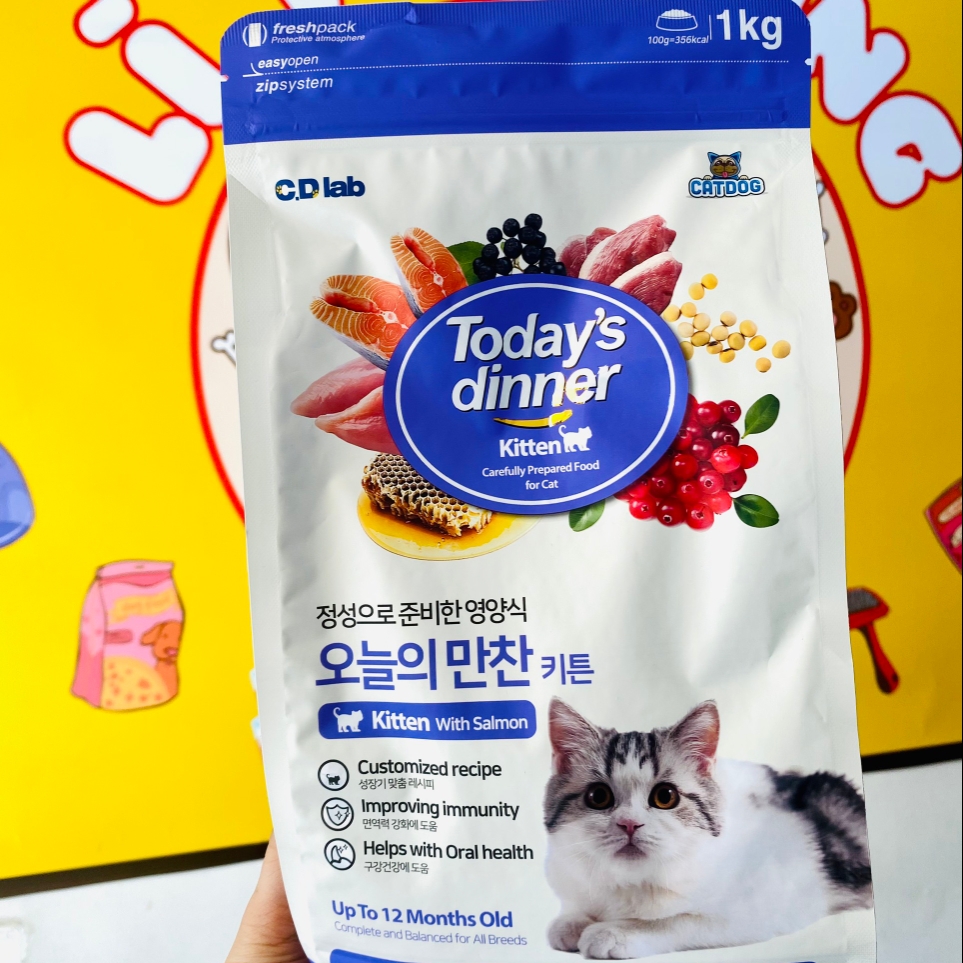 freshpack
Protective atmosphere
100g=356kcal
1kg
easyopen
zipsystem
C.D lab
CATDOG
Today's
dinner
Kitten
Carefully Prepared Food
for Cat
정성으로 준비한 영양식
오늘의 만찬 키튼
Kitten With Salmon
Customized recipe
성장기 맞춤 레시피
Improving immunity
면역력 강화에 도움
Helps with Oral health
구강건강에 도움
Up To 12 Months Old
Complete and Balanced for All Breeds